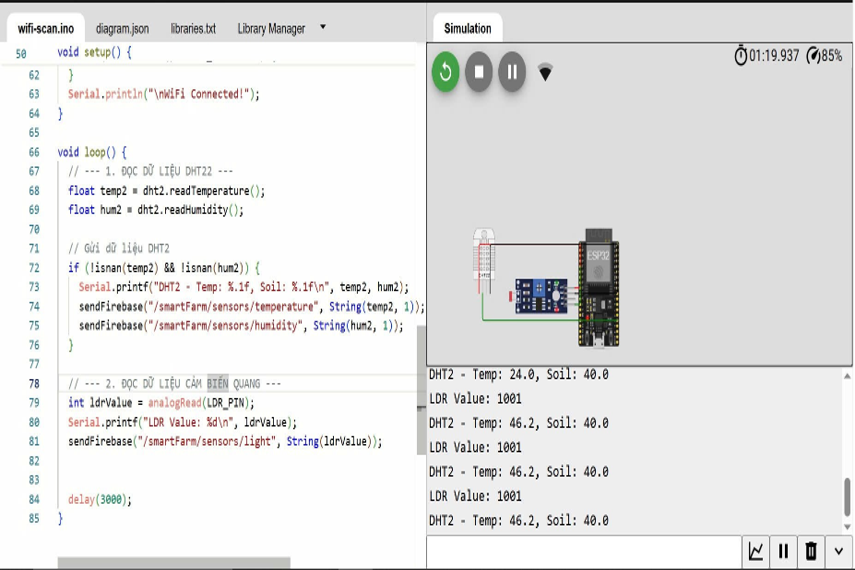 wifi-scan.ino diagram.json libraries.txt Library Manager
50 void setup() {
62 }
63 Serial.println("\nWiFi Connected!");
64 }
65
66 void loop() {
67 // --- 1. ĐỌC DỮ LIỆU DHT22 ---
68 float temp2 = dht2.readTemperature();
69 float hum2 = dht2.readHumidity();
70
71 // Gửi dữ liệu DHT2
72 if (!isnan(temp2) && !isnan(hum2)) {
73 Serial.printf("DHT2 - Temp: %.1f, Soil: %.1f\n", temp2, hum2);
74 sendFirebase("/smartFarm/sensors/temperature", String(temp2, 1));
75 sendFirebase("/smartFarm/sensors/humidity", String(hum2, 1));
76 }
77
78 // --- 2. ĐỌC DỮ LIỆU CẢM BIẾN QUANG ---
79 int ldrValue = analogRead(LDR_PIN);
80 Serial.printf("LDR Value: %d\n", ldrValue);
81 sendFirebase("/smartFarm/sensors/light", String(ldrValue));
82
83
84 delay(3000);
85 }
Simulation
01:19.937 85%
ESP32
DHT2 - Temp: 24.0, Soil: 40.0
LDR Value: 1001
DHT2 - Temp: 46.2, Soil: 40.0
LDR Value: 1001
DHT2 - Temp: 46.2, Soil: 40.0
LDR Value: 1001
DHT2 - Temp: 46.2, Soil: 40.0